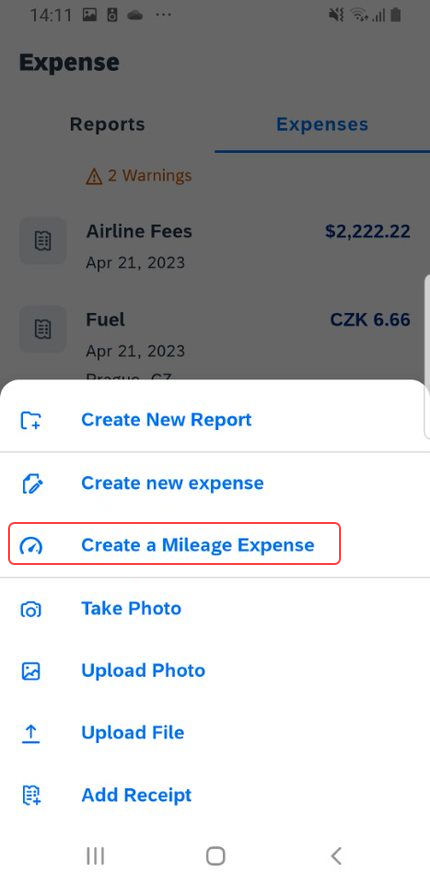 14:11
Expense
Reports Expenses
2 Warnings
Airline Fees $2,222.22
Apr 21, 2023
Fuel CZK 6.66
Apr 21, 2023
Prague, CZ
Create New Report
Create new expense
Create a Mileage Expense
Take Photo
Upload Photo
Upload File
Add Receipt